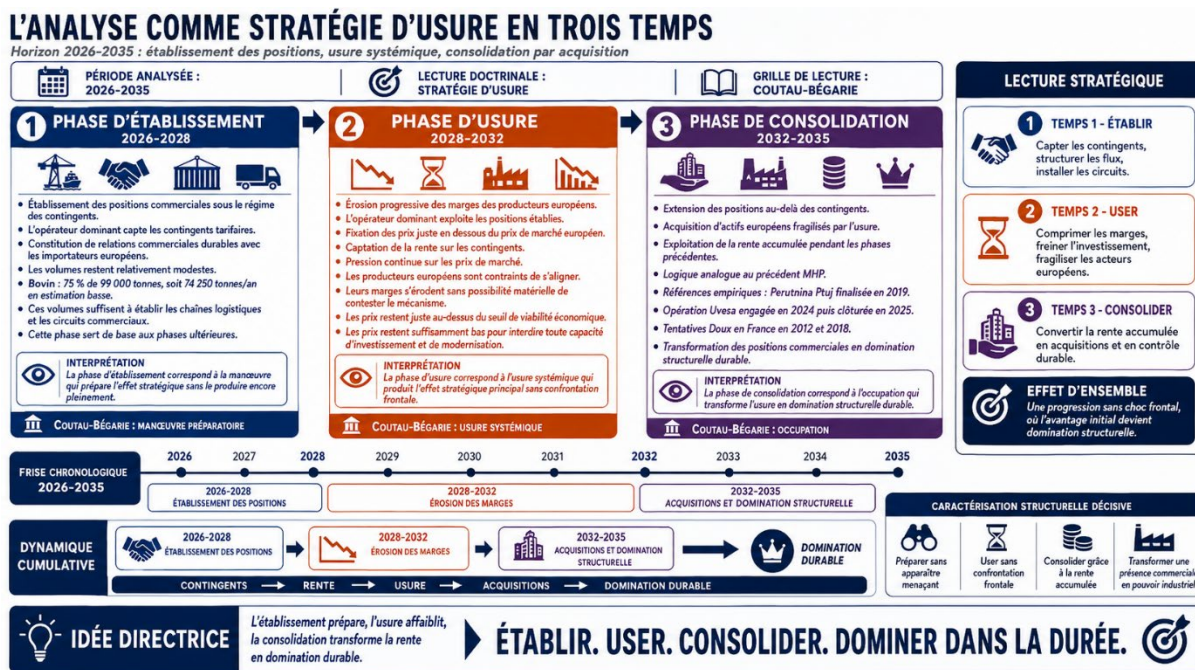 L'ANALYSE COMME STRATÉGIE D'USURE EN TROIS TEMPS
Horizon 2026-2035 : établissement des positions, usure systémique, consolidation par acquisition
PÉRIODE ANALYSÉE :
2026-2035
LECTURE DOCTRINALE :
STRATÉGIE D'USURE
GRILLE DE LECTURE :
COUTAU-BÉGARIE
1 PHASE D'ÉTABLISSEMENT
2026-2028
• Établissement des positions commerciales sous le régime
des contingents.
• L'opérateur dominant capte les contingents tarifaires.
• Constitution de relations commerciales durables avec
les importateurs européens.
• Les volumes restent relativement modestes.
• Bovin : 75 % de 99 000 tonnes, soit 74 250 tonnes/an
en estimation basse.
• Ces volumes suffisent à établir les chaînes logistiques
et les circuits commerciaux.
• Cette phase sert de base aux phases ultérieures.
INTERPRÉTATION
La phase d'établissement correspond à la manœuvre
qui prépare l'effet stratégique sans le produire encore
pleinement.
COUTAU-BÉGARIE : MANŒUVRE PRÉPARATOIRE
2 PHASE D'USURE
2028-2032
• Érosion progressive des marges des producteurs européens.
• L'opérateur dominant exploite les positions établies.
• Fixation des prix juste en dessous du prix de marché européen.
• Captation de la rente sur les contingents.
• Pression continue sur les prix de marché.
• Les producteurs européens sont contraints de s'aligner.
• Leurs marges s'érodent sans possibilité matérielle de
contester le mécanisme.
• Les prix restent juste au-dessus du seuil de viabilité économique.
• Les prix restent suffisamment bas pour interdire toute capacité
d'investissement et de modernisation.
INTERPRÉTATION
La phase d'usure correspond à l'usure systémique qui
produit l'effet stratégique principal sans confrontation
frontale.
COUTAU-BÉGARIE : USURE SYSTÉMIQUE
3 PHASE DE CONSOLIDATION
2032-2035
• Extension des positions au-delà des contingents.
• Acquisition d'actifs européens fragilisés par l'usure.
• Exploitation de la rente accumulée pendant les phases
précédentes.
• Logique analogue au précédent MHP.
• Références empiriques : Perutnina Ptuj finalisée en 2019.
• Opération Uvesa engagée en 2024 puis clôturée en 2025.
• Tentatives Doux en France en 2012 et 2018.
• Transformation des positions commerciales en domination
structurelle durable.
INTERPRÉTATION
La phase de consolidation correspond à l'occupation qui
transforme l'usure en domination structurelle durable.
COUTAU-BÉGARIE : OCCUPATION
LECTURE STRATÉGIQUE
1 TEMPS 1 - ÉTABLIR
Capter les contingents,
structurer les flux,
installer les circuits.
2 TEMPS 2 - USER
Comprimer les marges,
freiner l'investissement,
fragiliser les acteurs
européens.
3 TEMPS 3 - CONSOLIDER
Convertir la rente accumulée
en acquisitions et en contrôle
durable.
EFFET D'ENSEMBLE
Une progression sans choc frontal,
où l'avantage initial devient
domination structurelle.
FRISE CHRONOLOGIQUE
2026-2035
2026 2027 2028 2029 2030 2031 2032 2033 2034 2035
2026-2028
ÉTABLISSEMENT DES POSITIONS
2028-2032
ÉROSION DES MARGES
2032-2035
ACQUISITIONS ET DOMINATION STRUCTURELLE
DYNAMIQUE
CUMULATIVE
2026-2028
ÉTABLISSEMENT DES POSITIONS
2028-2032
ÉROSION DES MARGES
2032-2035
ACQUISITIONS ET DOMINATION
STRUCTURELLE
DOMINATION
DURABLE
CONTINGENTS → RENTE → USURE → ACQUISITIONS → DOMINATION DURABLE
CARACTÉRISATION STRUCTURELLE DÉCISIVE
Préparer sans
apparaître
menaçant
User sans
confrontation
frontale
Consolider grâce
à la rente
accumulée
Transformer une
présence commerciale
en pouvoir industriel
IDÉE DIRECTRICE
L'établissement prépare, l'usure affaiblit,
la consolidation transforme la rente
en domination durable.
ÉTABLIR. USER. CONSOLIDER. DOMINER DANS LA DURÉE.